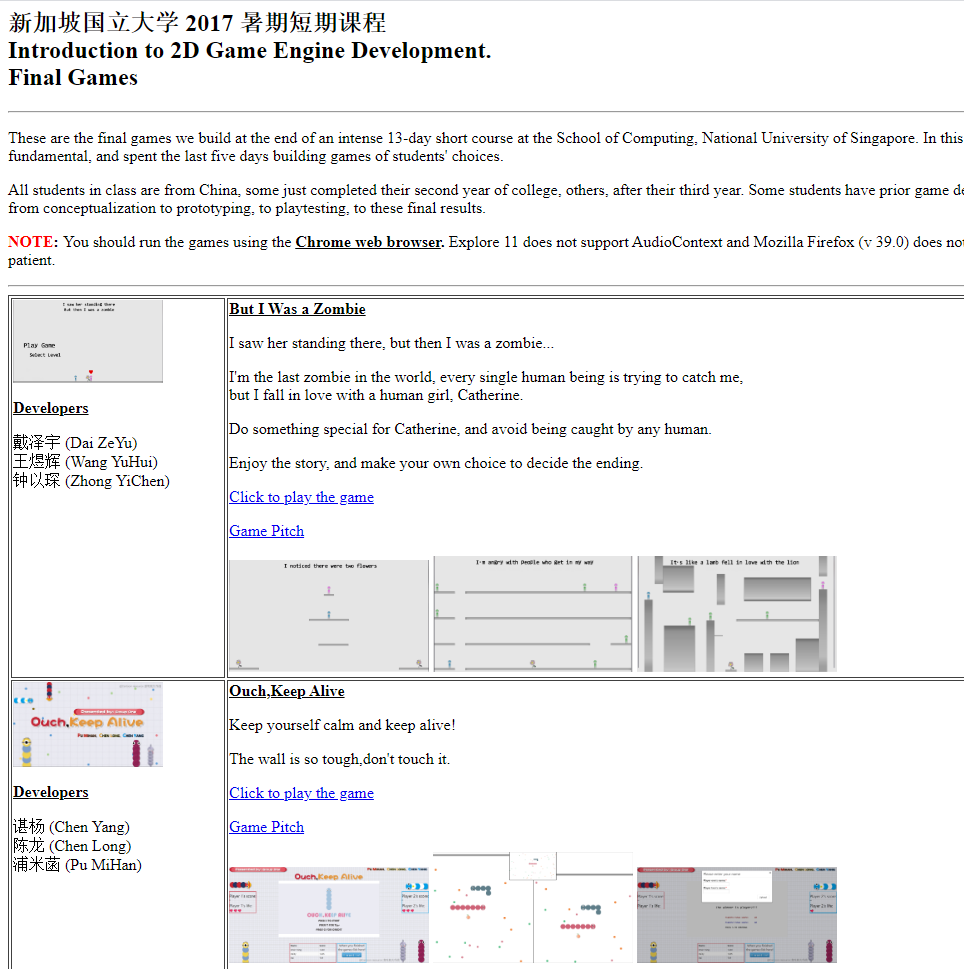 新加坡国立大学 2017 暑期短期课程
Introduction to 2D Game Engine Development.
Final Games
These are the final games we build at the end of an intense 13-day short course at the School of Computing, National University of Singapore. In this
fundamental, and spent the last five days building games of students' choices.
All students in class are from China, some just completed their second year of college, others, after their third year. Some students have prior game de
from conceptualization to prototyping, to playtesting, to these final results.
NOTE: You should run the games using the Chrome web browser. Explore 11 does not support AudioContext and Mozilla Firefox (v 39.0) does not
patient.
I saw her standing there
But then I was a zombie
Play Game
Select Level
Developers
戴泽宇 (Dai ZeYu)
王煜辉 (Wang YuHui)
钟以琛 (Zhong YiChen)
But I Was a Zombie
I saw her standing there, but then I was a zombie...
I'm the last zombie in the world, every single human being is trying to catch me,
but I fall in love with a human girl, Catherine.
Do something special for Catherine, and avoid being caught by any human.
Enjoy the story, and make your own choice to decide the ending.
Click to play the game
Game Pitch
I noticed there were two flowers
I'm angry with people who get in my way
It's like a lamb fell in love with the lion
Ouch,Keep Alive
Developers
谌杨 (Chen Yang)
陈龙 (Chen Long)
浦米菡 (Pu MiHan)
Ouch,Keep Alive
Keep yourself calm and keep alive!
The wall is so tough,don't touch it.
Click to play the game
Game Pitch
Ouch,Keep Alive